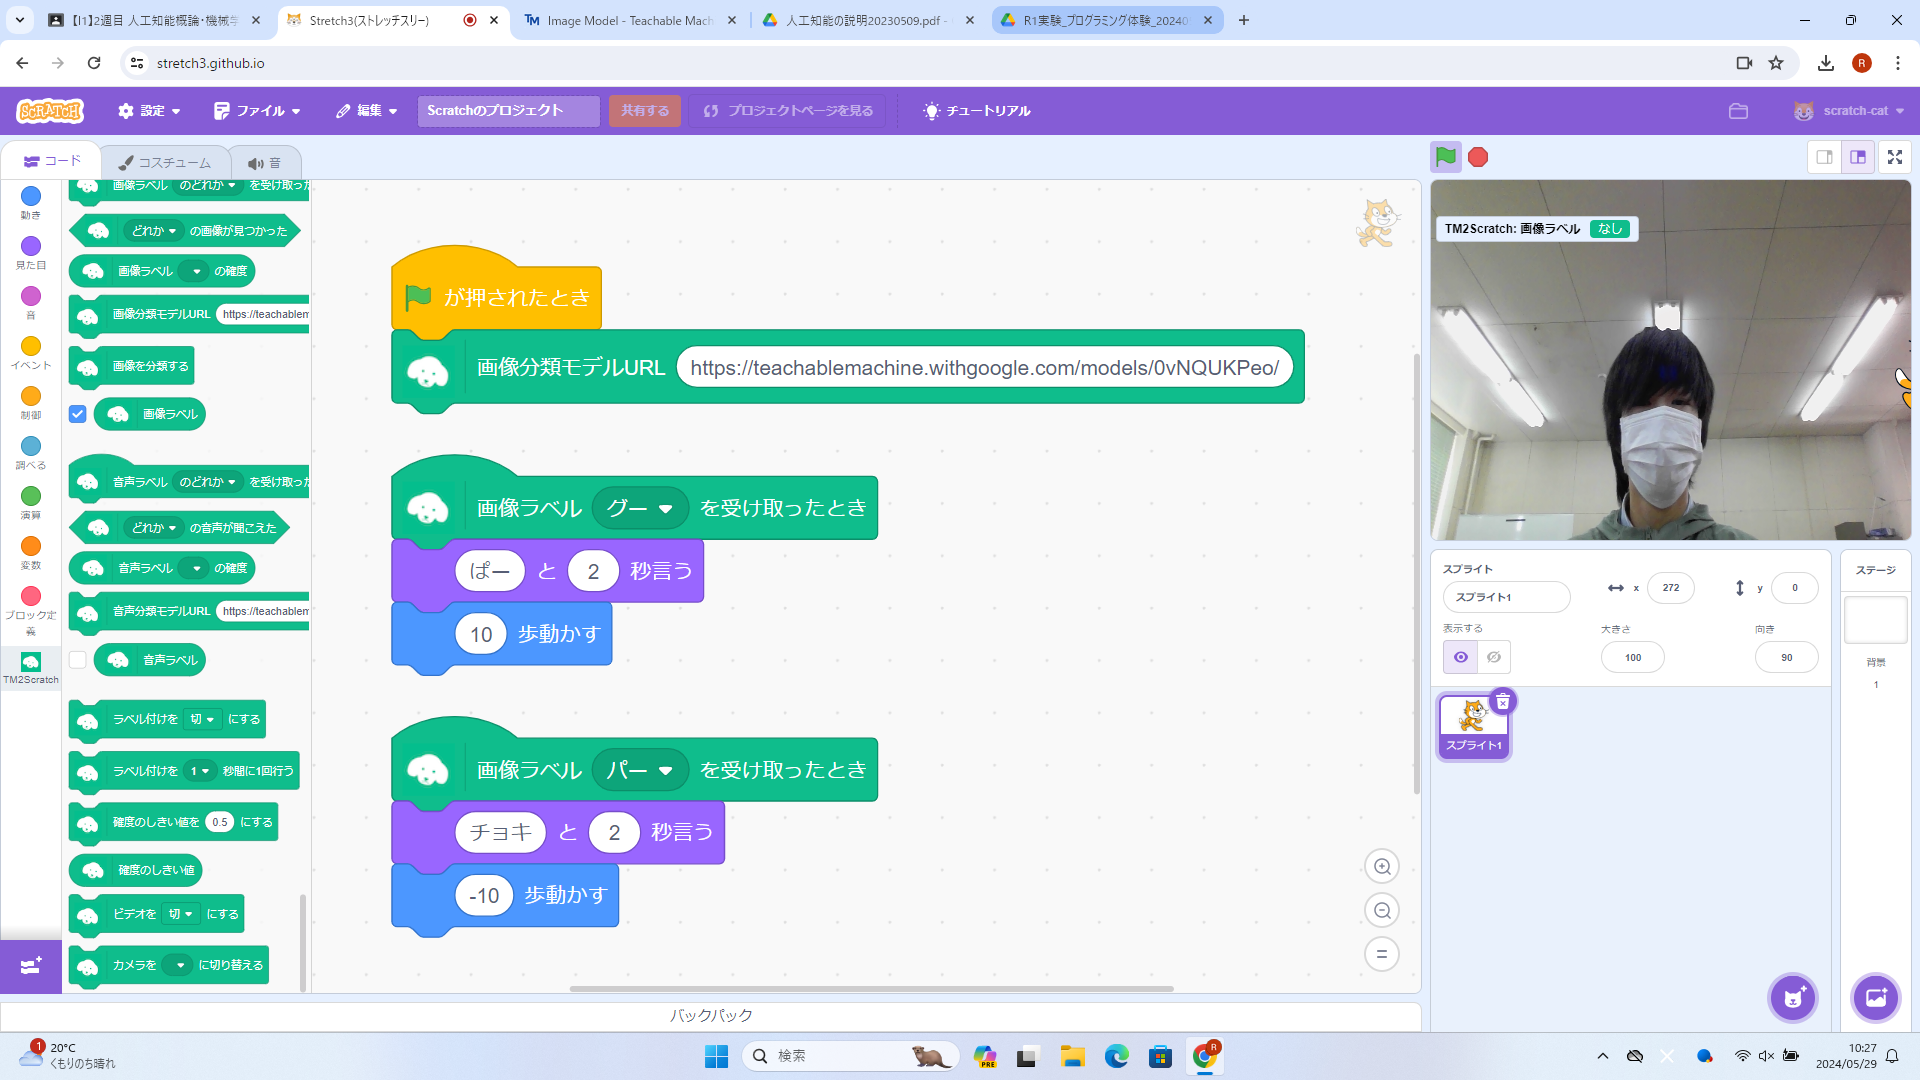 【I1】2週目 人工知能概論・機械学
Stretch3(ストレッチスリー)
Image Model - Teachable Mach
人工知能の説明20230509.pdf -
R1実験_プログラミング体験_20240
stretch3.github.io
R
SCRATCH
設定
ファイル
編集
Scratchのプロジェクト
共有する
プロジェクトページを見る
チュートリアル
scratch-cat
コード
コスチューム
音
動き
見た目
音
イベント
制御
調べる
演算
変数
ブロック定義
TM2Scratch
画像ラベル のどれか を受け取った
どれか の画像が見つかった
画像ラベル の確度
画像分類モデルURL https://teachablem
画像を分類する
画像ラベル
音声ラベル のどれか を受け取った
どれか の音声が聞こえた
音声ラベル の確度
音声分類モデルURL https://teachablem
音声ラベル
ラベル付けを 切 にする
ラベル付けを 1 秒間に1回行う
確度のしきい値を 0.5 にする
確度のしきい値
ビデオを 切 にする
カメラを に切り替える
が押されたとき
画像分類モデルURL https://teachablemachine.withgoogle.com/models/0vNQUKPeo/
画像ラベル グー を受け取ったとき
ぱー と 2 秒言う
10 歩動かす
画像ラベル パー を受け取ったとき
チョキ と 2 秒言う
-10 歩動かす
バックパック
TM2Scratch: 画像ラベル なし
スプライト
スプライト1
x 272
y 0
表示する
大きさ
100
向き
90
スプライト1
ステージ
背景
1
1
20°C
くもりのち晴れ
検索
PRE
R
10:27
2024/05/29